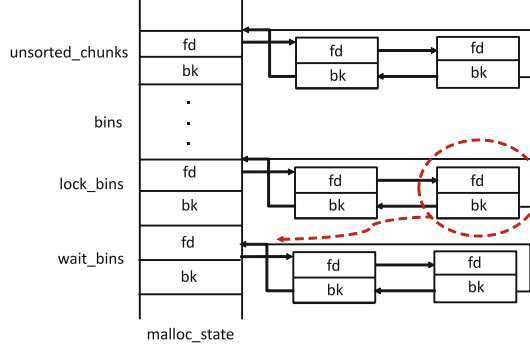 fd
unsorted_chunks
fd
fd
bk
bk
bk
.
.
.
bins
fd
fd
fd
lock_bins
bk
bk
bk
fd
wait_bins
fd
fd
bk
bk
bk
malloc_state